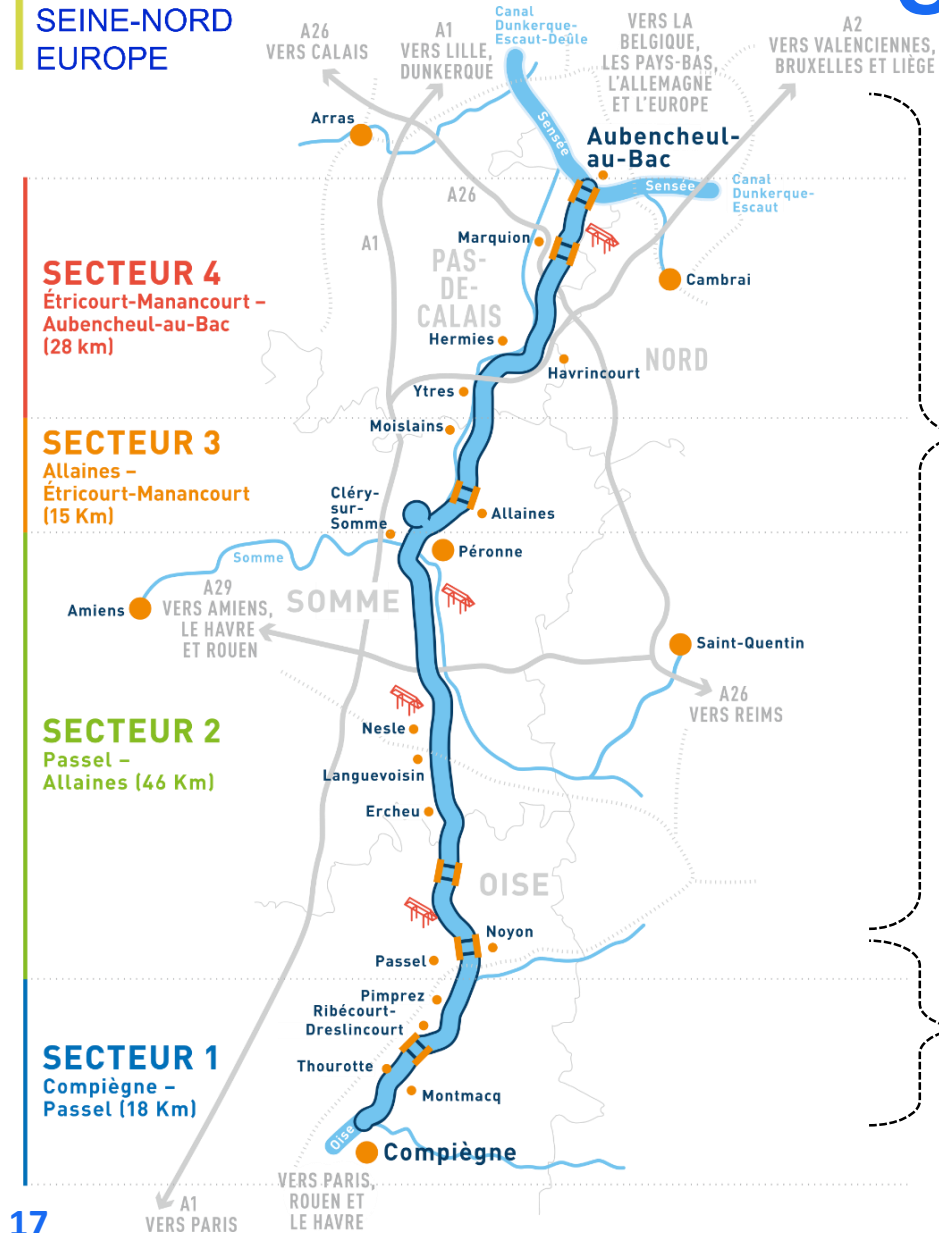 SEINE-NORD
EUROPE
A26
VERS CALAIS
A1
VERS LILLE,
DUNKERQUE
Canal
Dunkerque-
Escaut-Deûle
VERS LA
BELGIQUE,
LES PAYS-BAS,
L'ALLEMAGNE
ET L'EUROPE
A2
VERS VALENCIENNES,
BRUXELLES ET LIÈGE
Arras
Sensée
Aubencheul-
au-Bac
Sensée
Canal
Dunkerque-
Escaut
A26
A1
Marquion
PAS-
DE-
CALAIS
Cambrai
SECTEUR 4
Étricourt-Manancourt –
Aubencheul-au-Bac
(28 km)
Hermies
Havrincourt
NORD
Ytres
Moislains
SECTEUR 3
Allaines –
Étricourt-Manancourt
(15 Km)
Cléry-
sur-
Somme
Allaines
Péronne
Somme
Amiens
A29
VERS AMIENS,
LE HAVRE
ET ROUEN
SOMME
Saint-Quentin
A26
VERS REIMS
SECTEUR 2
Passel –
Allaines (46 Km)
Nesle
Languevoisin
Ercheu
OISE
Noyon
Passel
Pimprez
Ribécourt-
Dreslincourt
SECTEUR 1
Compiègne –
Passel (18 Km)
Thourotte
Montmacq
Oise
Compiègne
VERS PARIS,
ROUEN ET
LE HAVRE
A1
VERS PARIS
17